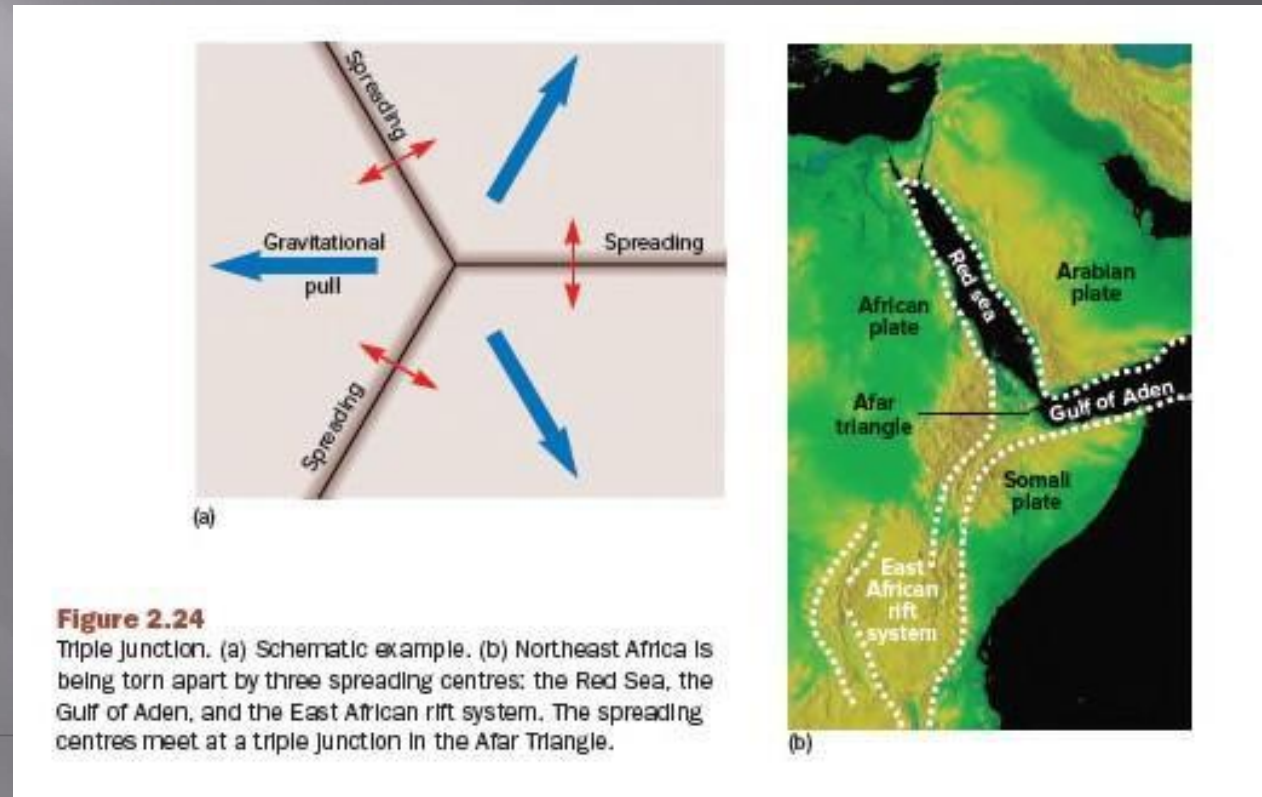 Spreading
Gravitational
pull
Spreading
Spreading
(a)
Red sea
Arabian
plate
African
plate
Afar
triangle
Gulf of Aden
Somali
plate
East
African
rift
system
(b)
Figure 2.24
Triple junction. (a) Schematic example. (b) Northeast Africa is
being torn apart by three spreading centres: the Red Sea, the
Gulf of Aden, and the East African rift system. The spreading
centres meet at a triple junction in the Afar Triangle.